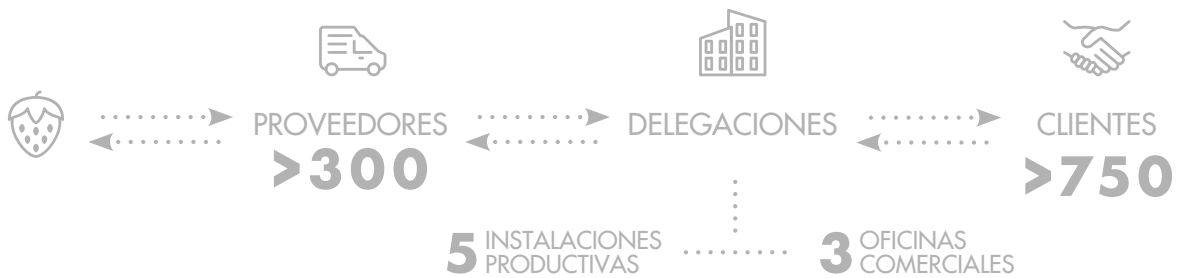 PROVEEDORES
>300
DELEGACIONES
CLIENTES
>750
5 INSTALACIONES
PRODUCTIVAS
3 OFICINAS
COMERCIALES